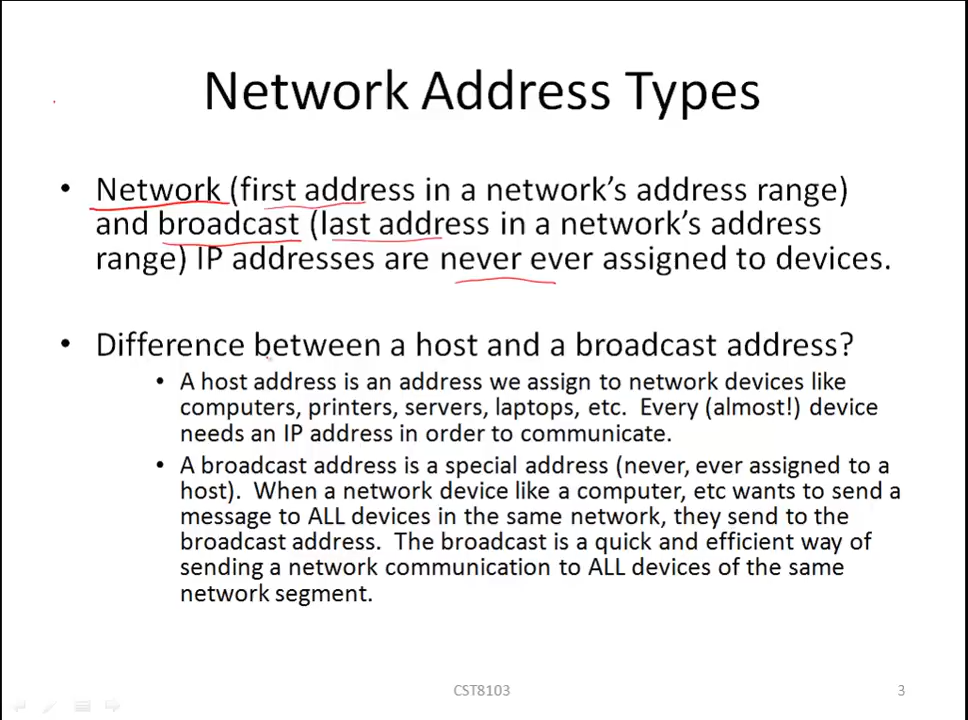 Network Address Types
• Network (first address in a network's address range)
and broadcast (last address in a network's address
range) IP addresses are never ever assigned to devices.
• Difference between a host and a broadcast address?
• A host address is an address we assign to network devices like
computers, printers, servers, laptops, etc.  Every (almost!) device
needs an IP address in order to communicate.
• A broadcast address is a special address (never, ever assigned to a
host).  When a network device like a computer, etc wants to send a
message to ALL devices in the same network, they send to the
broadcast address.  The broadcast is a quick and efficient way of
sending a network communication to ALL devices of the same
network segment.
CST8103
3